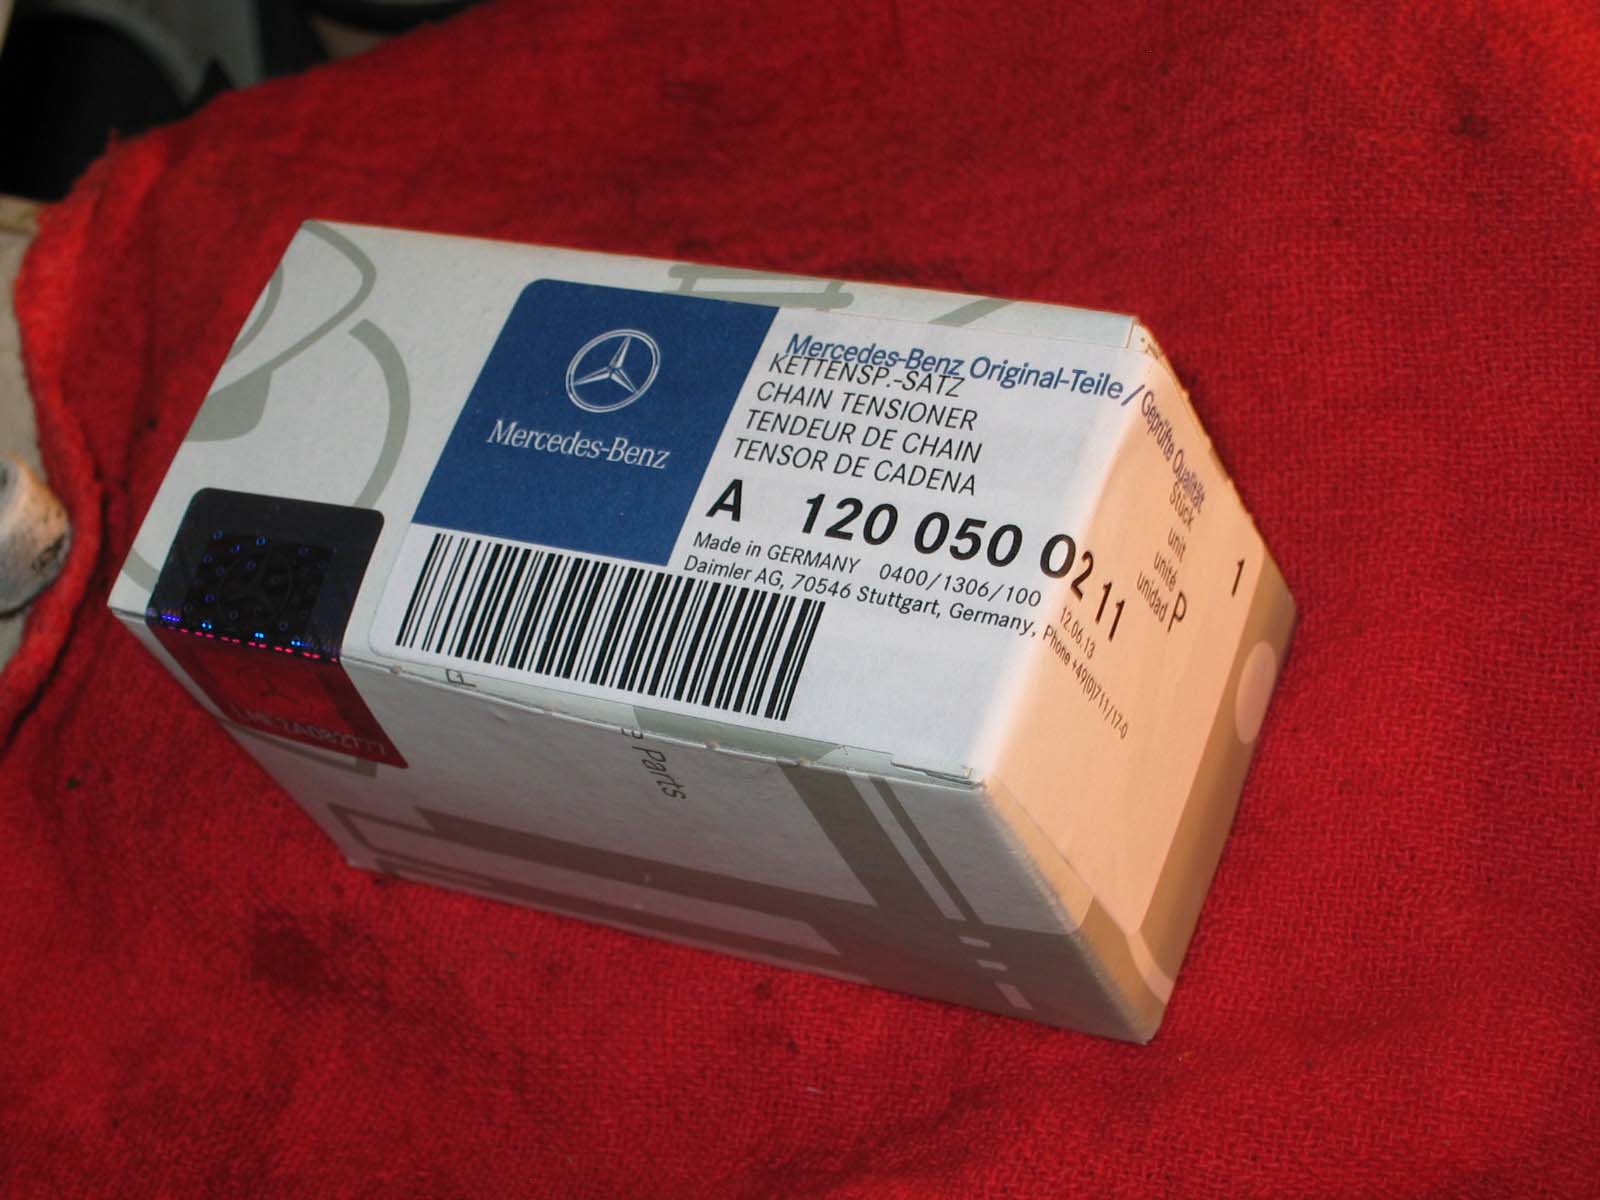 Mercedes-Benz
Mercedes-Benz Original-Teile / Geprüfte Qualität
KETTENSP.-SATZ
CHAIN TENSIONER
TENDEUR DE CHAIN
TENSOR DE CADENA
Stück
unit
unité
unidad
1
A 120 050 02 11 P
Made in GERMANY 0400/1306/100 12.06.13
Daimler AG, 70546 Stuttgart, Germany, Phone +49(0)711/17-0
Parts